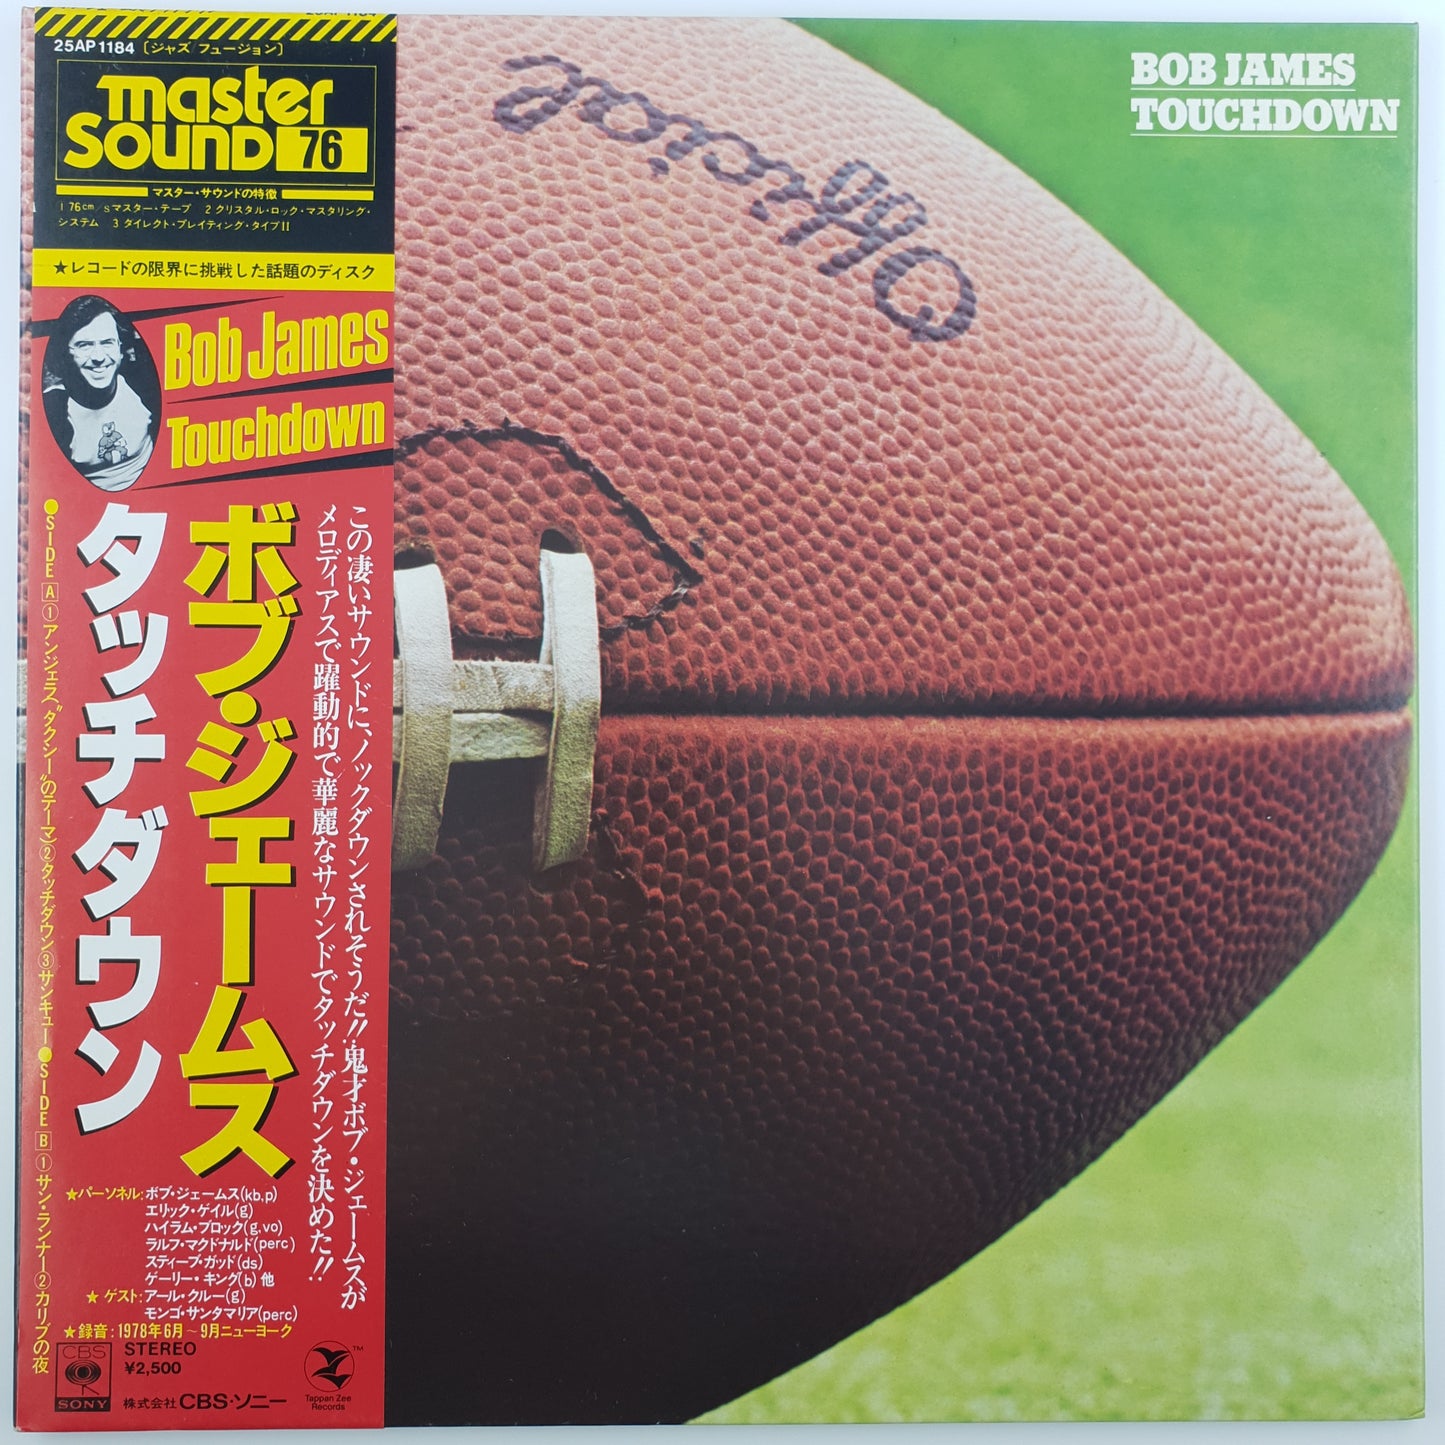 25AP 1184〔ジャズ フュージョン〕
master
SOUND 76
マスター・サウンドの特徴
1 76cm/sマスター・テープ 2 クリスタル・ロック・マスタリング・
システム 3 ダイレクト・プレイティング・タイプII
★レコードの限界に挑戦した話題のディスク
Bob James
Touchdown
ボブ・ジェームス
タッチダウン
この凄いサウンドに、ノックダウンされそうだ!!鬼才ボブ・ジェームスが
メロディアスで躍動的で華麗なサウンドでタッチダウンを決めた!!
●SIDE A ①アンジェラ(“タクシー”のテーマ)②タッチダウン③サンキュー●SIDE B ①サン・ランナー②カリブの夜
★パーソネル:ボブ・ジェームス(kb,p)
エリック・ゲイル(g)
ハイラム・ブロック(g,vo)
ラルフ・マクドナルド(perc)
スティーブ・ガッド(ds)
ゲーリー・キング(b)他
★ゲスト:アール・クルー(g)
モンゴ・サンタマリア(perc)
★録音:1978年6月〜9月ニューヨーク
CBS
SONY
STEREO
¥2,500
株式会社CBS・ソニー
TM
Tappan Zee
Records
Official
BOB JAMES
TOUCHDOWN